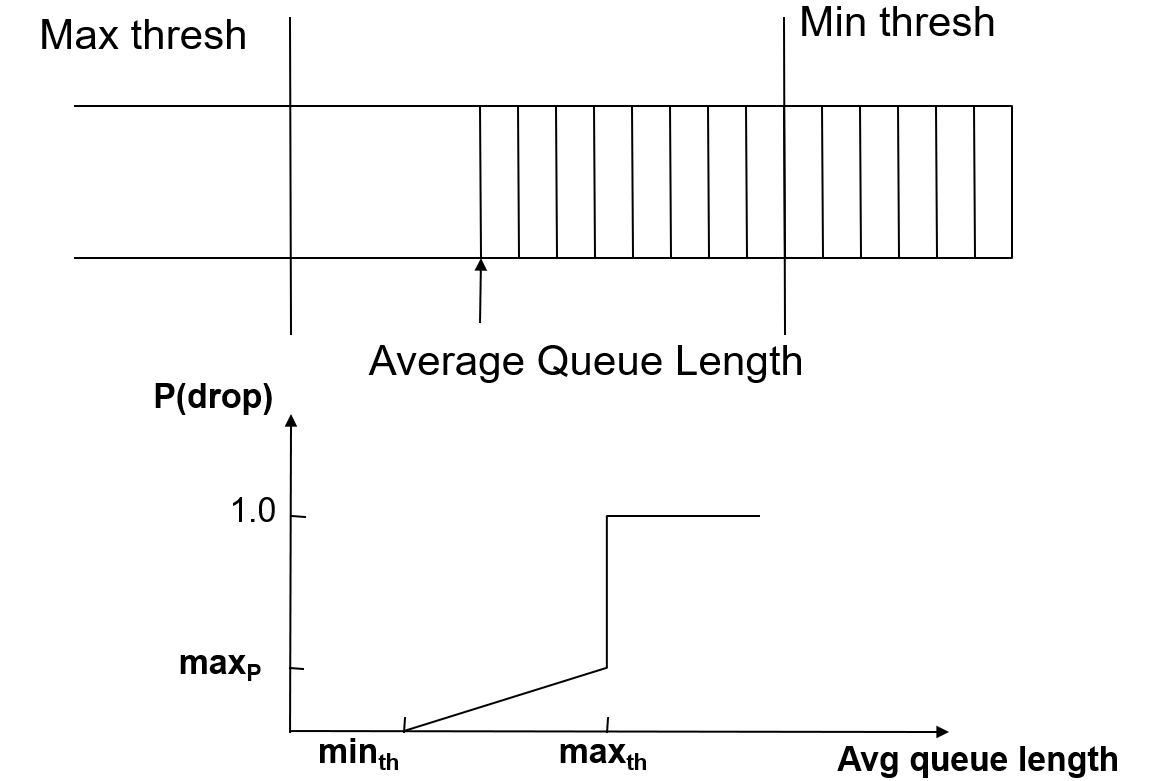 Max thresh
Min thresh
Average Queue Length
P(drop)
1.0
maxP
minth
maxth
Avg queue length